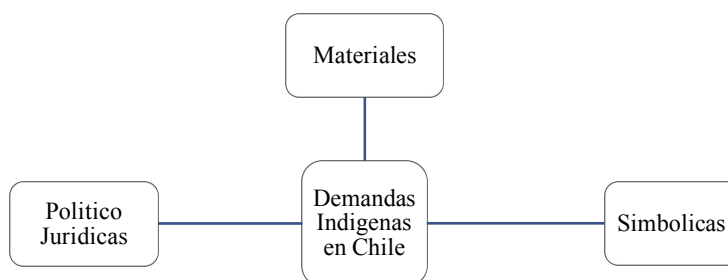 Materiales
Politico
Juridicas
Demandas
Indigenas
en Chile
Simbolicas